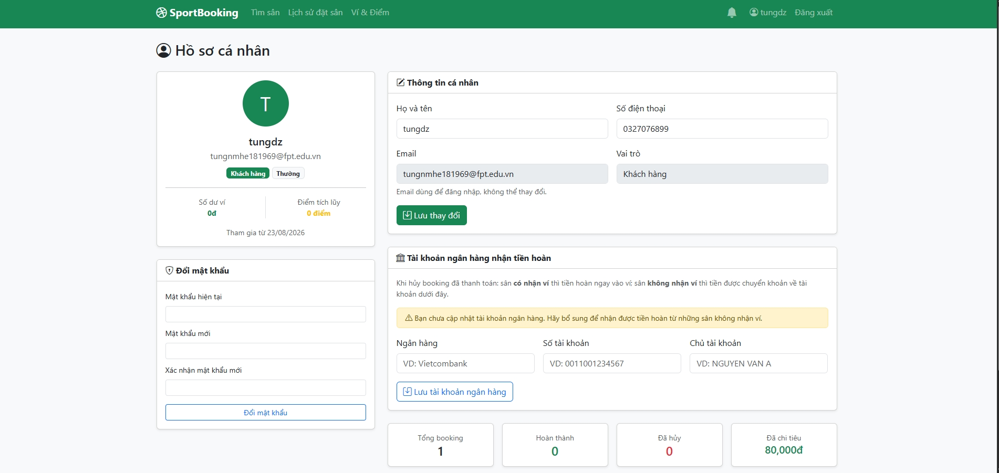 SportBooking Tìm sân Lịch sử đặt sân Ví & Điểm tungdz Đăng xuất
Hồ sơ cá nhân
T
tungdz
tungnmhe181969@fpt.edu.vn
Khách hàng Thường
Số dư ví Điểm tích lũy
0đ 0 điểm
Tham gia từ 23/08/2026
Đổi mật khẩu
Mật khẩu hiện tại
Mật khẩu mới
Xác nhận mật khẩu mới
Đổi mật khẩu
Thông tin cá nhân
Họ và tên Số điện thoại
tungdz 0327076899
Email Vai trò
tungnmhe181969@fpt.edu.vn Khách hàng
Email dùng để đăng nhập, không thể thay đổi.
Lưu thay đổi
Tài khoản ngân hàng nhận tiền hoàn
Khi hủy booking đã thanh toán: sân có nhận ví thì tiền hoàn ngay vào ví; sân không nhận ví thì tiền được chuyển khoản về tài
khoản dưới đây.
Bạn chưa cập nhật tài khoản ngân hàng. Hãy bổ sung để nhận được tiền hoàn từ những sân không nhận ví.
Ngân hàng Số tài khoản Chủ tài khoản
VD: Vietcombank VD: 0011001234567 VD: NGUYEN VAN A
Lưu tài khoản ngân hàng
Tổng booking Hoàn thành Đã hủy Đã chi tiêu
1 0 0 80,000đ